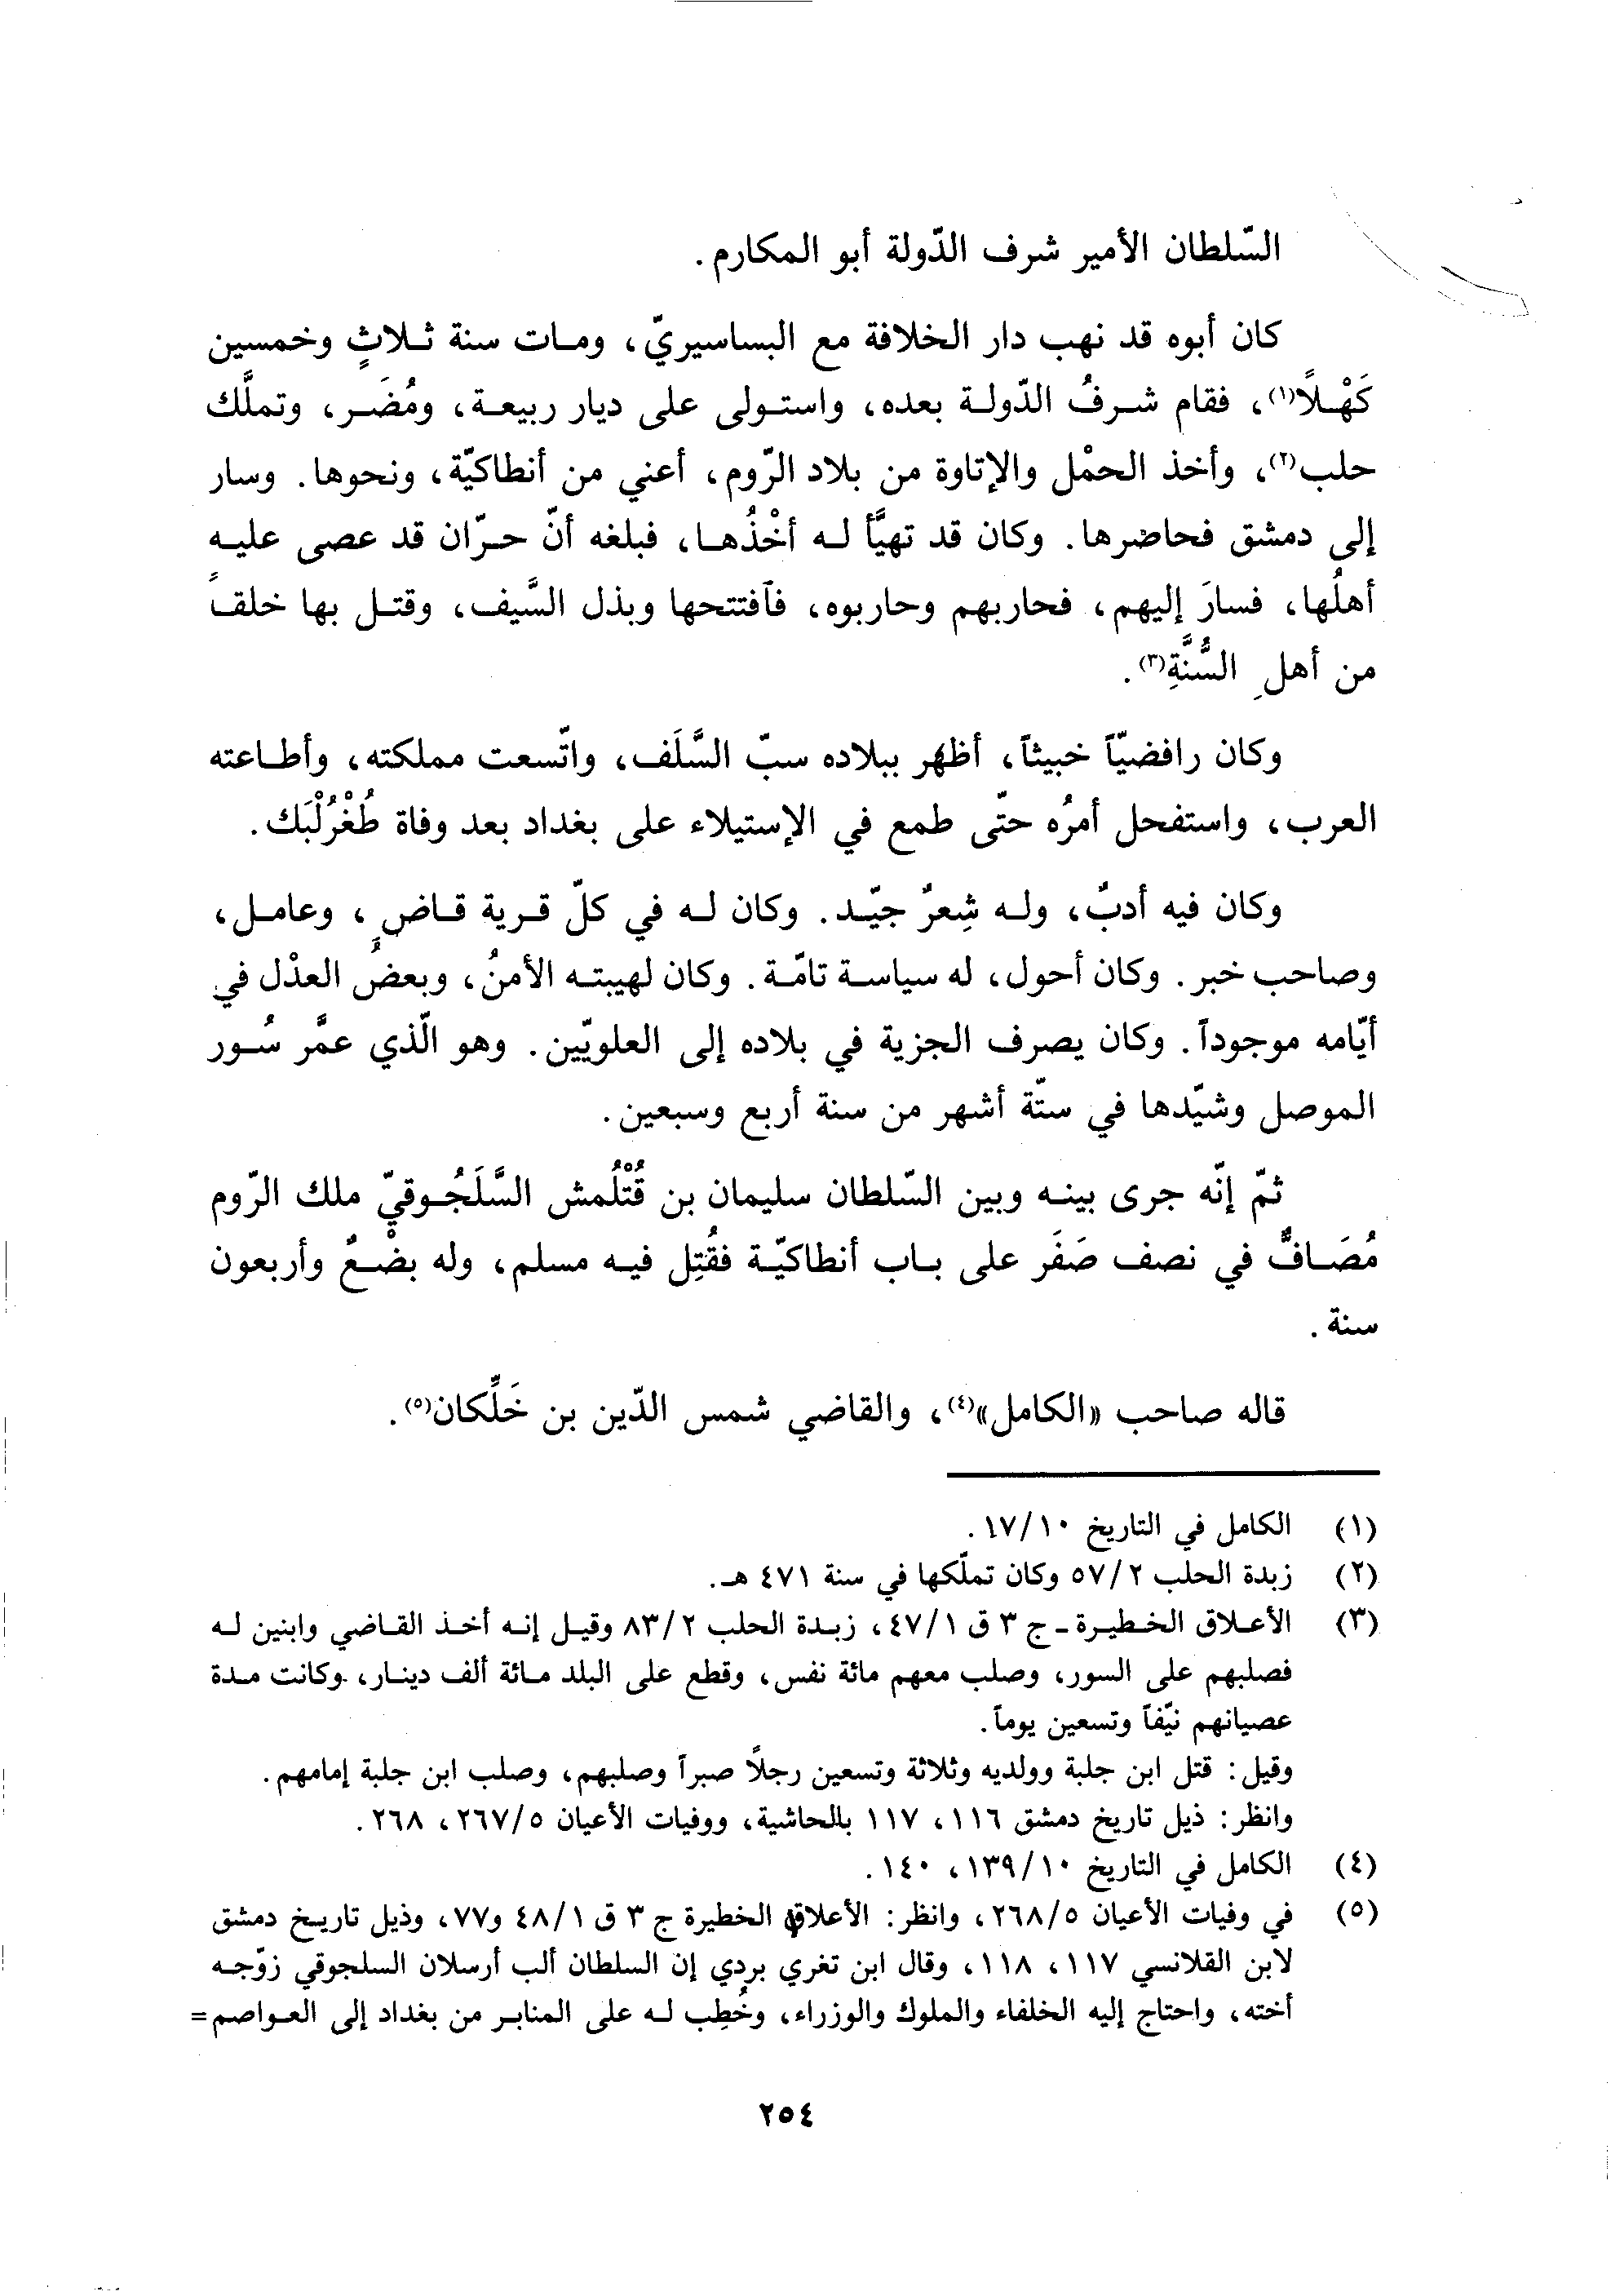 السّلطان الأمير شرف الدّولة أبو المكارم.
كان أبوه قد نهب دار الخلافة مع البساسيريّ، ومات سنة ثلاثٍ وخمسين
كَهْلًا(١)، فقام شرفُ الدّولة بعده، واستولى على ديار ربيعة، ومُضَر، وتملَّك
حلب(٢)، وأخذ الحمْل والإتاوة من بلاد الرّوم، أعني من أنطاكيّة، ونحوها. وسار
إلى دمشق فحاضرها. وكان قد تهيَّأ له أخْذُها، فبلغه أنّ حرّان قد عصى عليه
أهلُها، فسارَ إليهم، فحاربهم وحاربوه، فآفتتحها وبذل السَّيف، وقتل بها خلقاً
من أهلِ السُّنَّةِ(٣).
وكان رافضيّاً خبيثاً، أظهر ببلاده سبّ السَّلَف، واتّسعت مملكته، وأطاعته
العرب، واستفحل أمرُه حتّى طمع في الإستيلاء على بغداد بعد وفاة طُغْرُلْبَك.
وكان فيه أدبٌ، وله شِعرٌ جيّد. وكان له في كلّ قرية قاضٍ، وعامل،
وصاحب خبر. وكان أحول، له سياسة تامّة. وكان لهيبته الأمنُ، وبعضُ العدْل في
أيّامه موجوداً. وكان يصرف الجزية في بلاده إلى العلويّين. وهو الّذي عمَّر سُور
الموصل وشيّدها في ستّة أشهر من سنة أربع وسبعين.
ثمّ إنّه جرى بينه وبين السّلطان سليمان بن قُتْلُمش السَّلَجُوقيّ ملك الرّوم
مُصَافٌّ في نصف صَفَر على باب أنطاكيّة فقُتِل فيه مسلم، وله بضْعٌ وأربعون
سنة.
قاله صاحب «الكامل»(٤)، والقاضي شمس الدّين بن خَلِّكان(٥).
(١) الكامل في التاريخ ١٧/١٠.
(٢) زبدة الحلب ٥٧/٢ وكان تملّكها في سنة ٤٧١ هـ.
(٣) الأعلاق الخطيرة - ج ٣ ق ٤٧/١، زبدة الحلب ٨٣/٢ وقيل إنه أخذ القاضي وابنين له
فصلبهم على السور، وصلب معهم مائة نفس، وقطع على البلد مائة ألف دينار، وكانت مدة
عصيانهم نيّفاً وتسعين يوماً.
وقيل: قتل ابن جلبة وولديه وثلاثة وتسعين رجلاً صبراً وصلبهم، وصلب ابن جلبة إمامهم.
وانظر: ذيل تاريخ دمشق ١١٦، ١١٧ بالحاشية، ووفيات الأعيان ٢٦٧/٥، ٢٦٨.
(٤) الكامل في التاريخ ١٣٩/١٠، ١٤٠.
(٥) في وفيات الأعيان ٢٦٨/٥، وانظر: الأعلاق الخطيرة ج ٣ ق ٤٨/١ و٧٧، وذيل تاريخ دمشق
لابن القلانسي ١١٧، ١١٨، وقال ابن تغري بردي إن السلطان ألب أرسلان السلجوقي زوّجه
أخته، واحتاج إليه الخلفاء والملوك والوزراء، وخُطِب له على المنابر من بغداد إلى العواصم=
٢٥٤